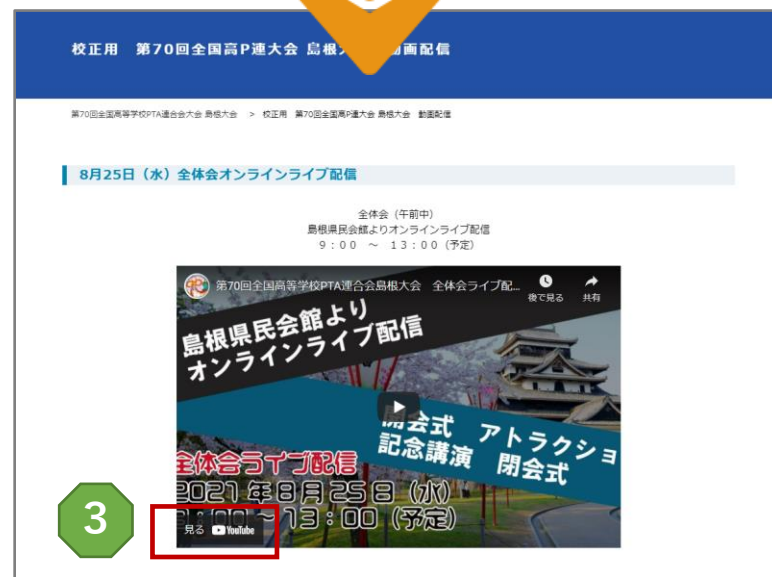 校正用 第70回全国高P連大会 島根 動画配信
第70回全国高等学校PTA連合会大会 島根大会 > 校正用 第70回全国高P連大会 島根大会 動画配信
8月25日（水）全体会オンラインライブ配信
全体会（午前中）
島根県民会館よりオンラインライブ配信
９：００ ～ １３：００（予定）
第70回全国高等学校PTA連合会島根大会 全体会ライブ配...
後で見る 共有
島根県民会館より
オンラインライブ配信
開会式 アトラクショ
記念講演 閉会式
全体会ライブ配信
2021年8月25日（水）
:00～13:00（予定）
見る YouTube
3